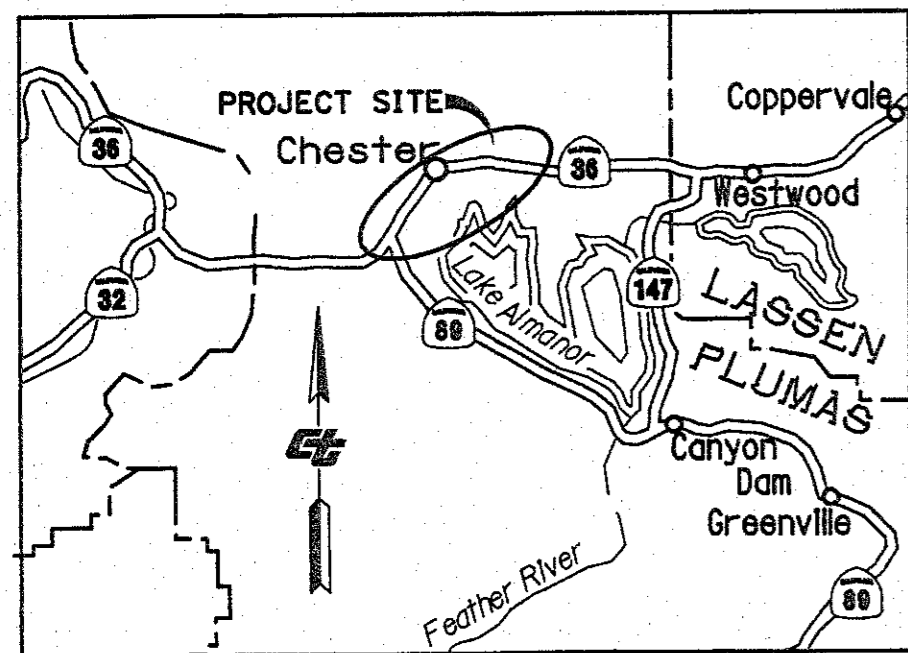 PROJECT SITE
Chester
Coppervale
Westwood
36
36
32
89
147
Lake Almanor
LASSEN
PLUMAS
Canyon
Dam
Greenville
Feather River
89